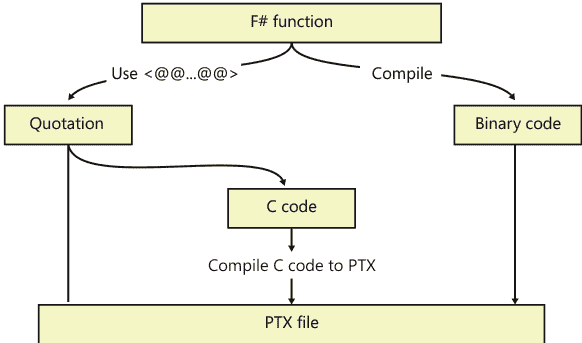 F# function
Use <@@...@@>
Compile
Quotation
Binary code
C code
Compile C code to PTX
PTX file